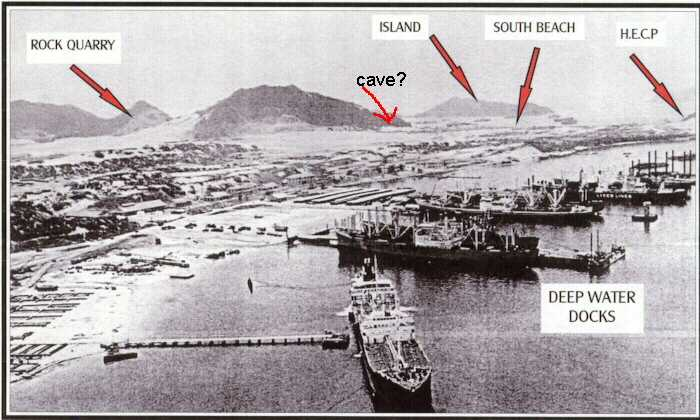 ISLAND
SOUTH BEACH
H.E.C.P
ROCK QUARRY
cave?
DEEP WATER
DOCKS